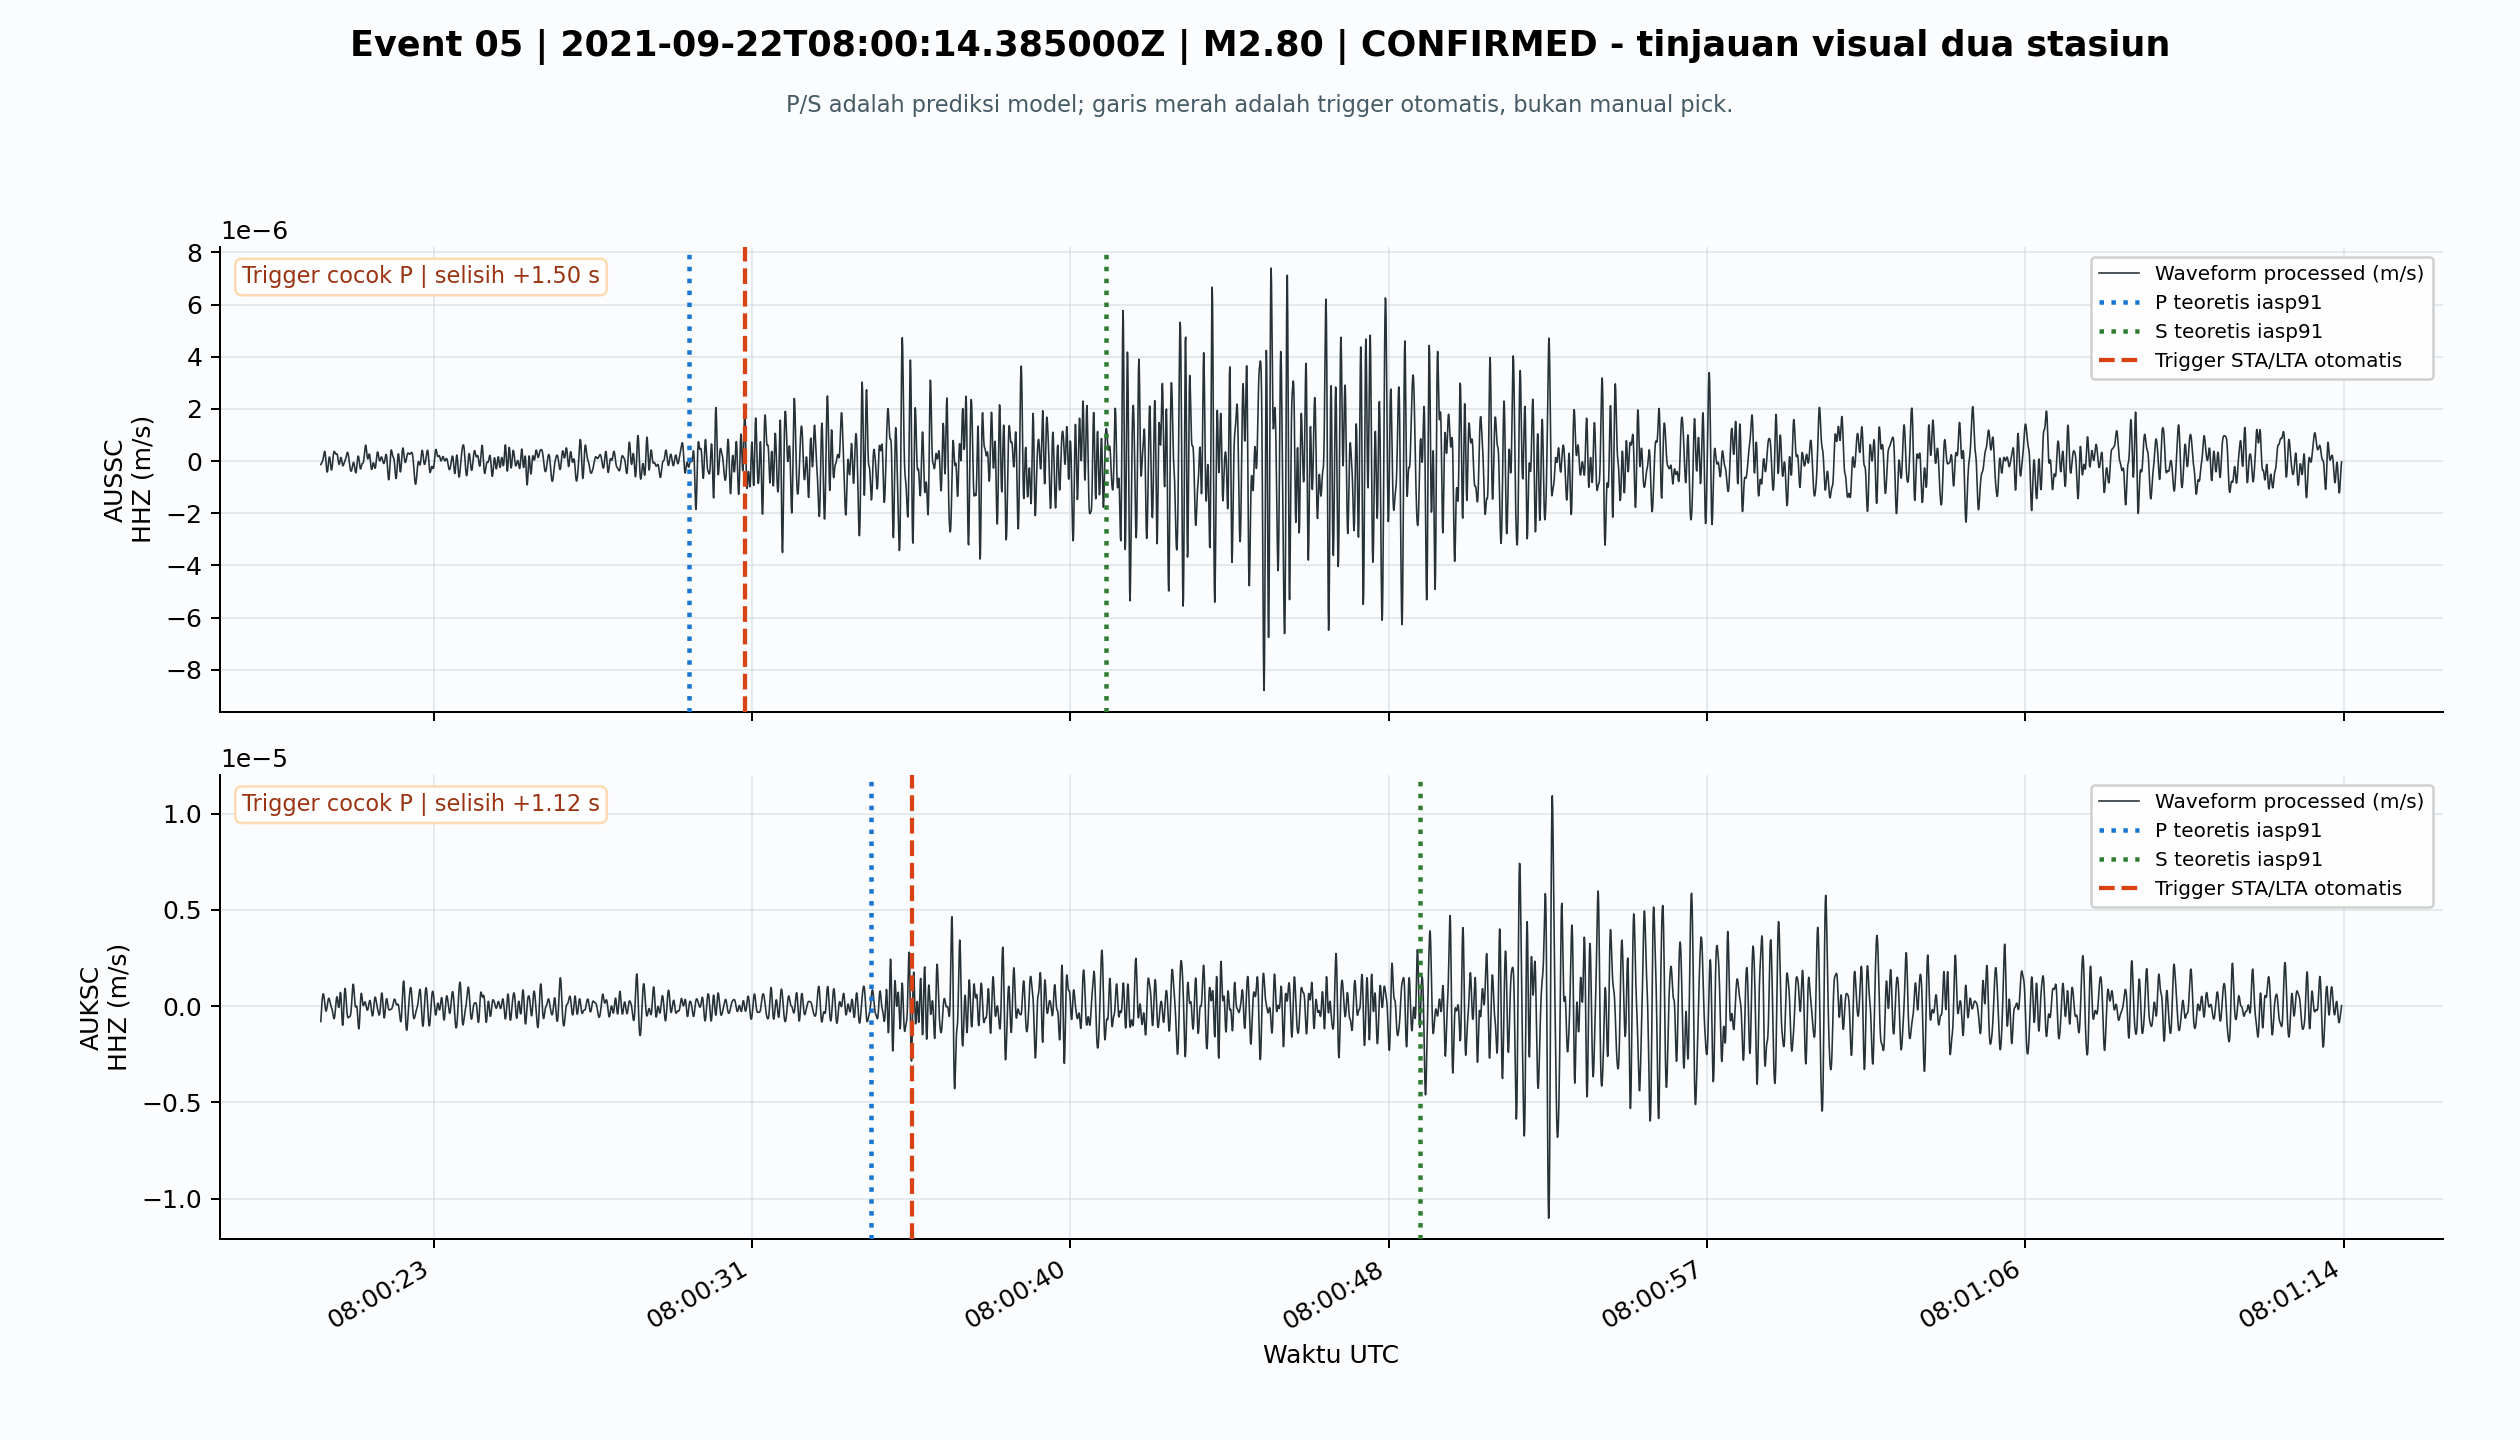 Event 05 | 2021-09-22T08:00:14.385000Z | M2.80 | CONFIRMED - tinjauan visual dua stasiun
P/S adalah prediksi model; garis merah adalah trigger otomatis, bukan manual pick.
1e−6
Trigger cocok P | selisih +1.50 s
Waveform processed (m/s)
P teoretis iasp91
S teoretis iasp91
Trigger STA/LTA otomatis
8
6
4
2
0
−2
−4
−6
−8
AUSSC
HHZ (m/s)
1e−5
Trigger cocok P | selisih +1.12 s
Waveform processed (m/s)
P teoretis iasp91
S teoretis iasp91
Trigger STA/LTA otomatis
1.0
0.5
0.0
−0.5
−1.0
AUKSC
HHZ (m/s)
08:00:23
08:00:31
08:00:40
08:00:48
08:00:57
08:01:06
08:01:14
Waktu UTC